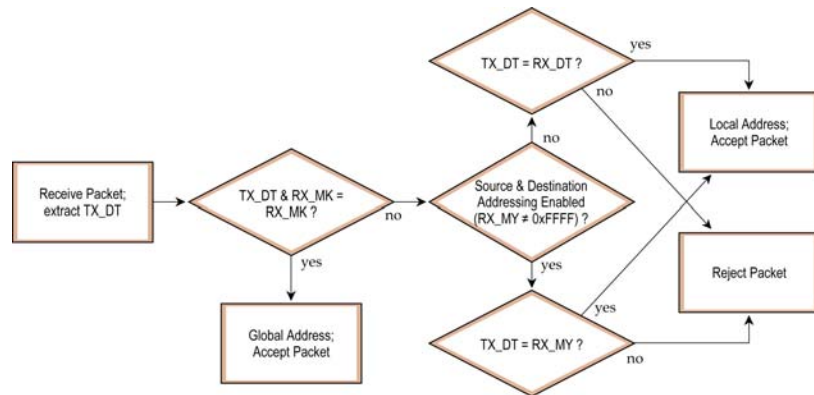 Receive Packet;
extract TX_DT
TX_DT & RX_MK =
RX_MK ?
no
yes
Global Address;
Accept Packet
Source & Destination
Addressing Enabled
(RX_MY ≠ 0xFFFF) ?
no
yes
TX_DT = RX_DT ?
yes
no
TX_DT = RX_MY ?
yes
no
Local Address;
Accept Packet
Reject Packet